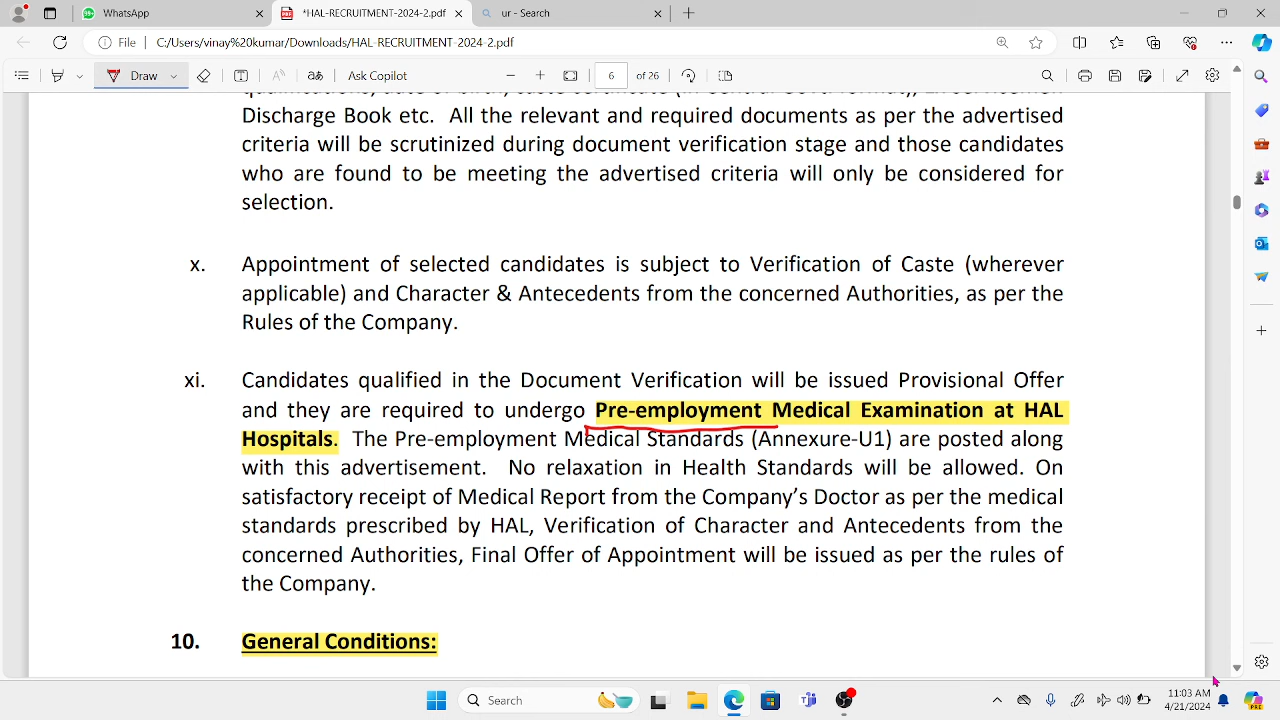 99+ WhatsApp
*HAL-RECRUITMENT-2024-2.pdf
ur - Search
File C:/Users/vinay%20kumar/Downloads/HAL-RECRUITMENT-2024-2.pdf
Draw
Ask Copilot
6 of 26
Discharge Book etc. All the relevant and required documents as per the advertised
criteria will be scrutinized during document verification stage and those candidates
who are found to be meeting the advertised criteria will only be considered for
selection.
x. Appointment of selected candidates is subject to Verification of Caste (wherever
applicable) and Character & Antecedents from the concerned Authorities, as per the
Rules of the Company.
xi. Candidates qualified in the Document Verification will be issued Provisional Offer
and they are required to undergo Pre-employment Medical Examination at HAL
Hospitals. The Pre-employment Medical Standards (Annexure-U1) are posted along
with this advertisement. No relaxation in Health Standards will be allowed. On
satisfactory receipt of Medical Report from the Company's Doctor as per the medical
standards prescribed by HAL, Verification of Character and Antecedents from the
concerned Authorities, Final Offer of Appointment will be issued as per the rules of
the Company.
10. General Conditions:
Search
11:03 AM
4/21/2024
PRE